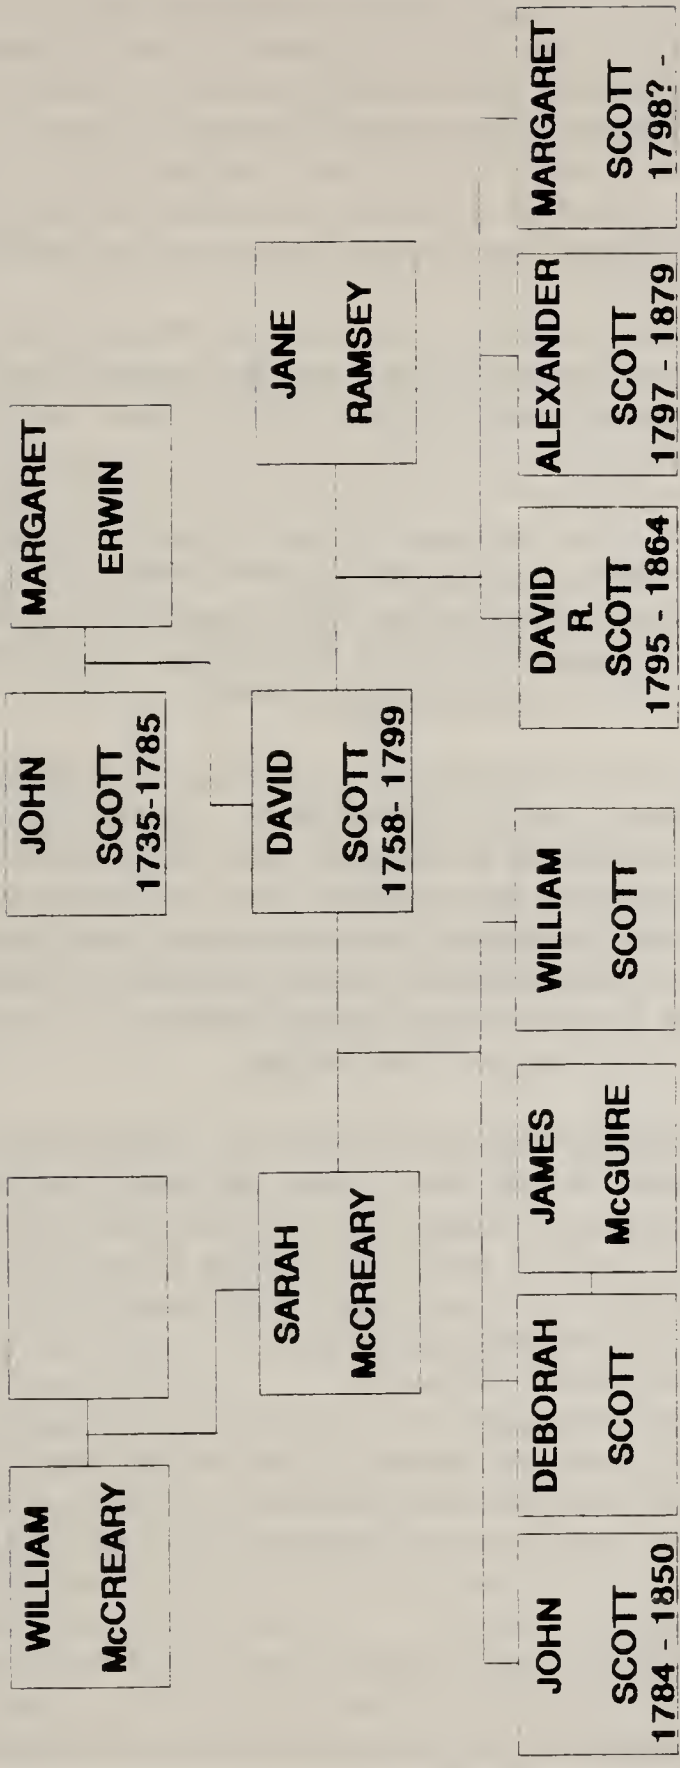 WILLIAM
McCREARY
JOHN
SCOTT
1735-1785
MARGARET
ERWIN
SARAH
McCREARY
DAVID
SCOTT
1758- 1799
JANE
RAMSEY
JOHN
SCOTT
1784 - 1850
DEBORAH
SCOTT
JAMES
McGUIRE
WILLIAM
SCOTT
DAVID
R.
SCOTT
1795 - 1864
ALEXANDER
SCOTT
1797 - 1879
MARGARET
SCOTT
1798? -